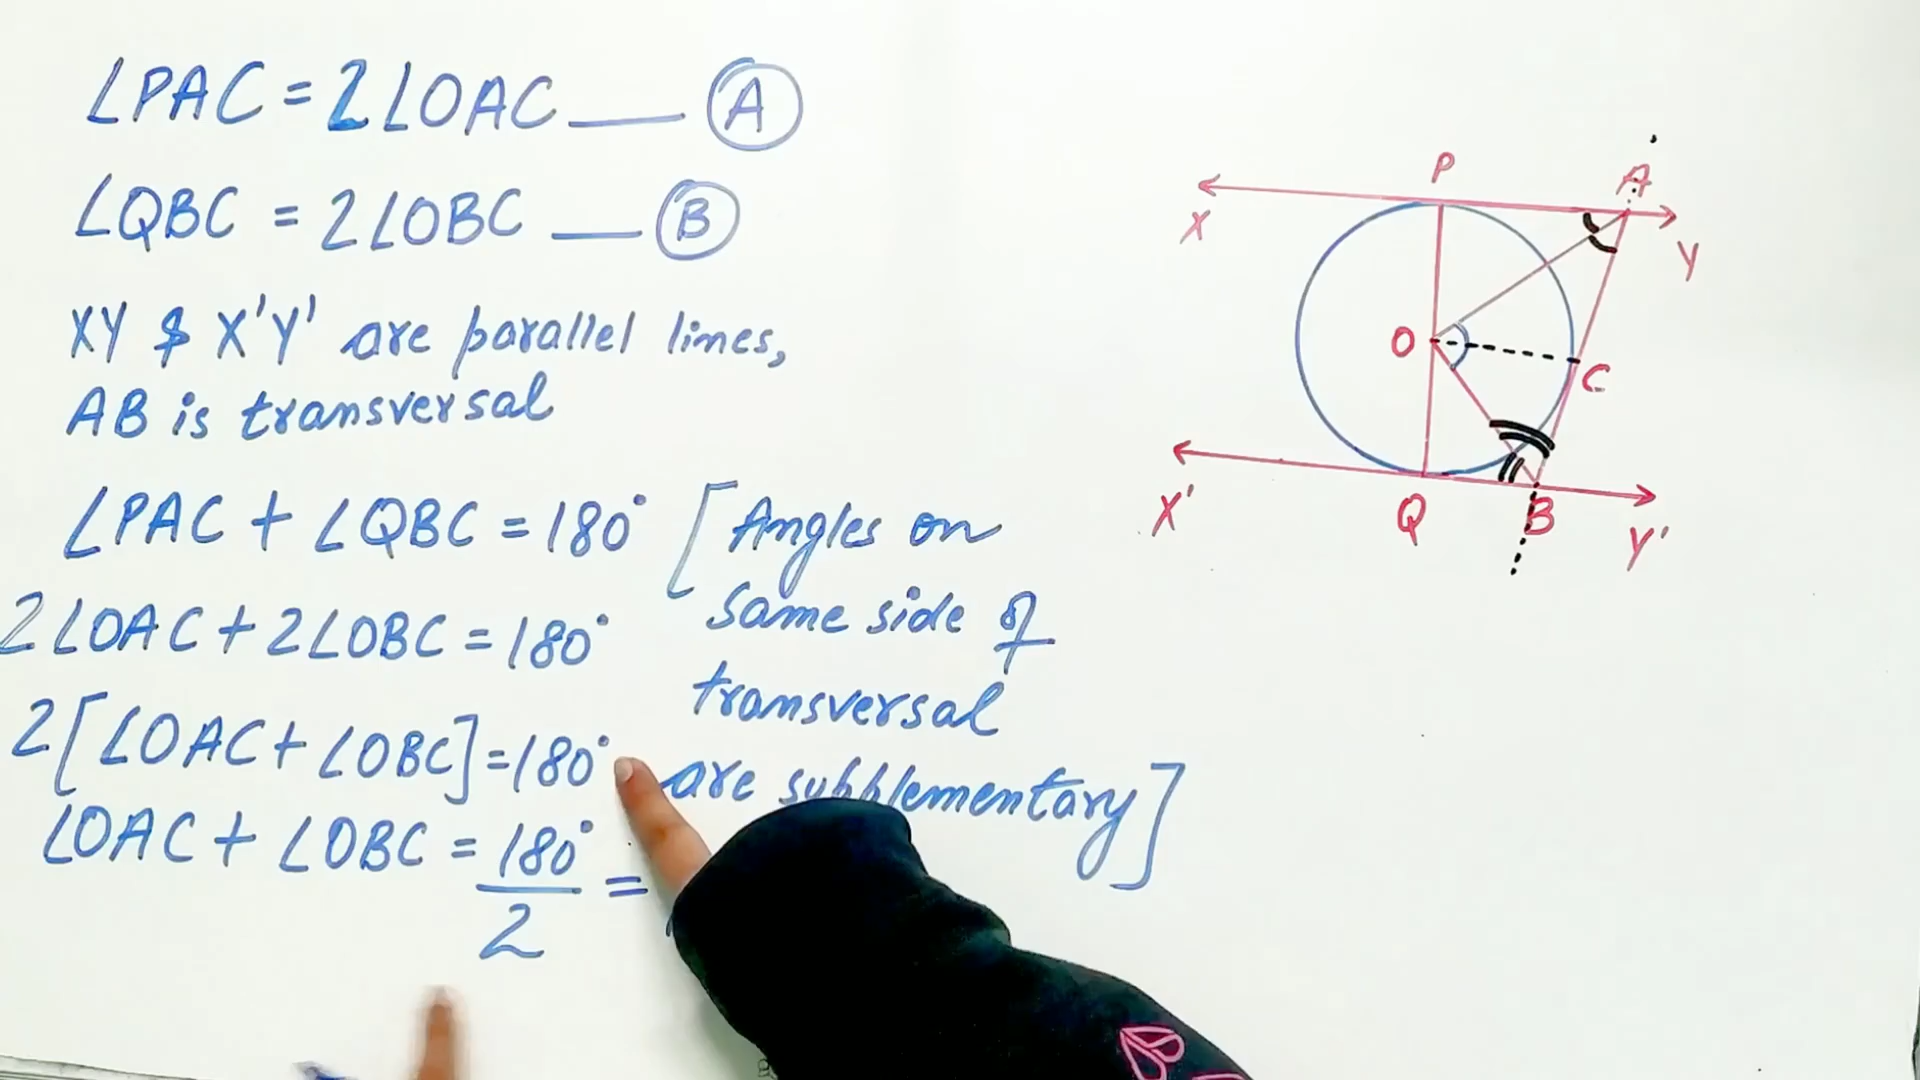 ∠PAC = 2∠OAC — A
∠QBC = 2∠OBC — B
XY & X'Y' are parallel lines,
AB is transversal
∠PAC + ∠QBC = 180° [Angles on
same side of
transversal
are supplementary]
2∠OAC + 2∠OBC = 180°
2[∠OAC + ∠OBC] = 180°
∠OAC + ∠OBC = 180°/2 =
P
A
X
Y
O
C
X'
Q
B
Y'